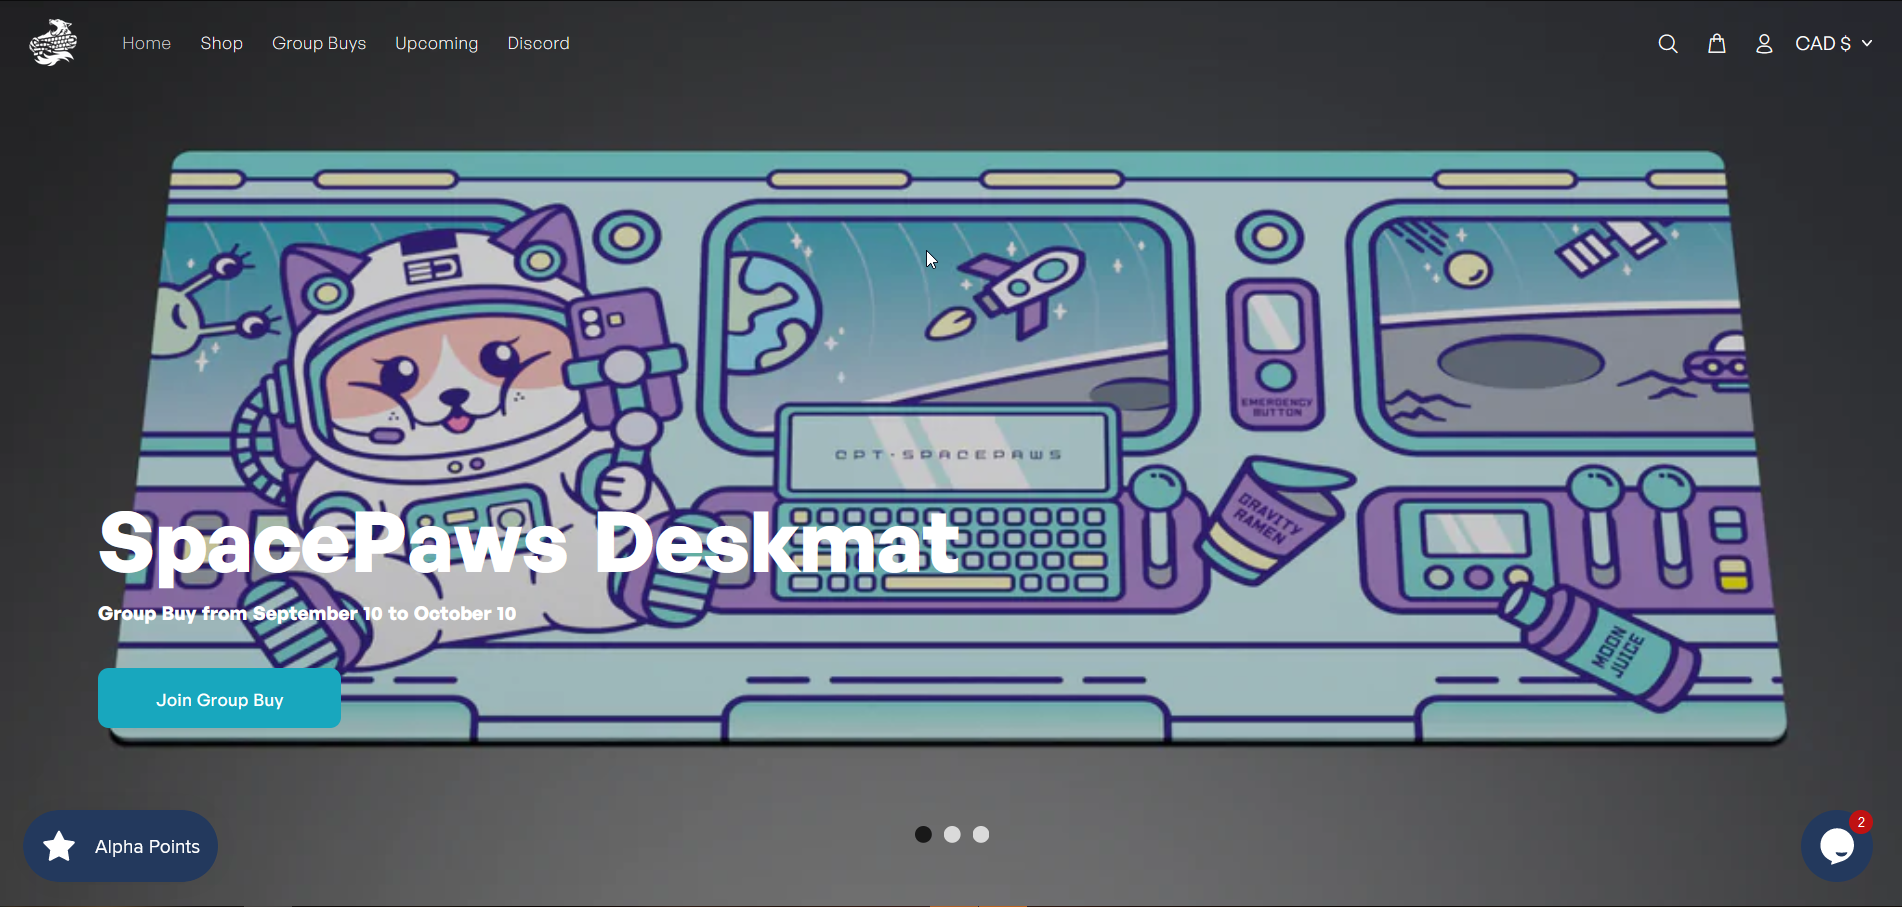 Home Shop Group Buys Upcoming Discord CAD $
EMERGENCY
BUTTON
CPT·SPACEPAWS
GRAVITY
RAMEN
SpacePaws Deskmat
Group Buy from September 10 to October 10
MOON
JUICE
Join Group Buy
Alpha Points
2